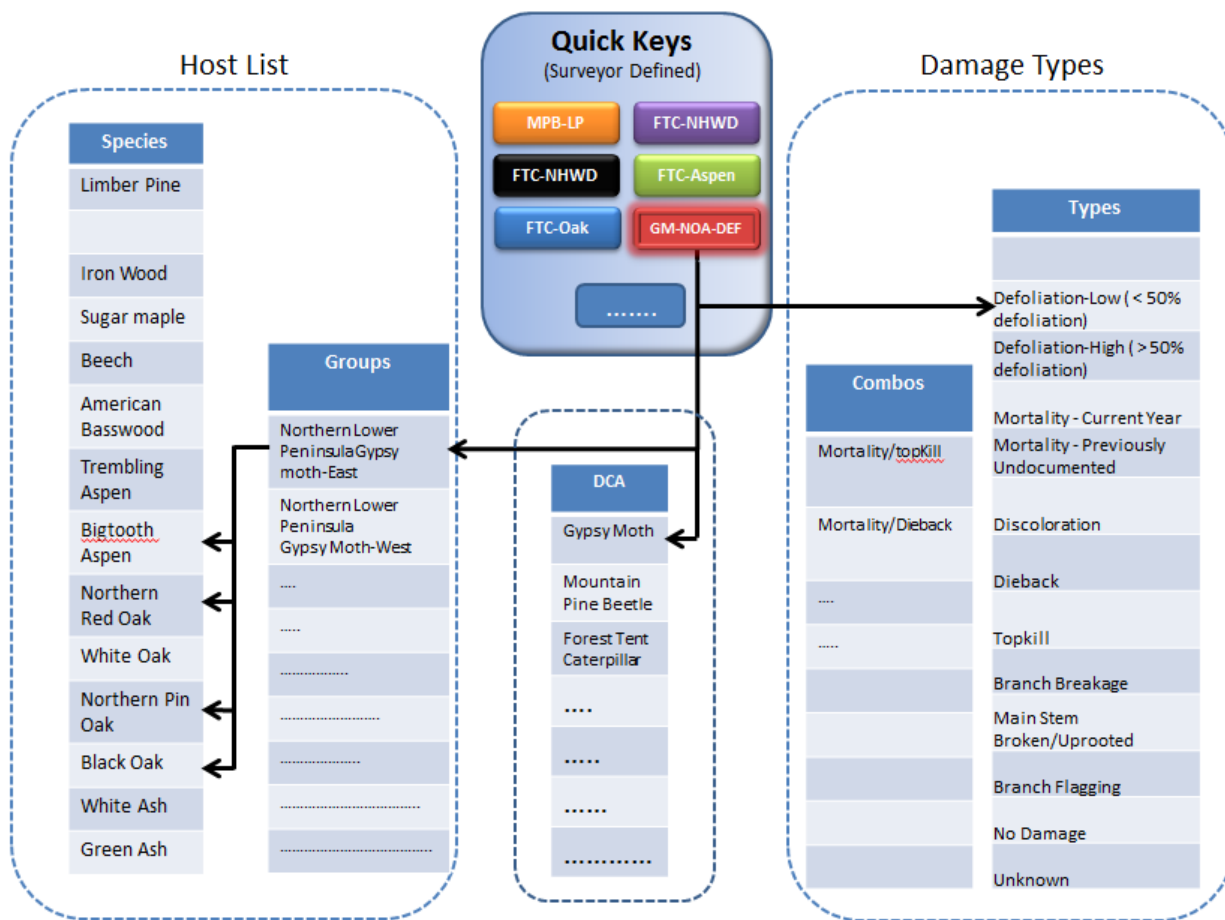 Host List
Species
Limber Pine
Iron Wood
Sugar maple
Beech
American
Basswood
Trembling
Aspen
Bigtooth
Aspen
Northern
Red Oak
White Oak
Northern Pin
Oak
Black Oak
White Ash
Green Ash
Groups
Northern Lower
Peninsula Gypsy
moth-East
Northern Lower
Peninsula
Gypsy Moth-West
....
.....
..................
..........................
.....................
.....................................
........................................
Quick Keys
(Surveyor Defined)
MPB-LP
FTC-NHWD
FTC-NHWD
FTC-Aspen
FTC-Oak
GM-NOA-DEF
.......
DCA
Gypsy Moth
Mountain
Pine Beetle
Forest Tent
Caterpillar
....
.....
......
............
Damage Types
Combos
Mortality/topKill
Mortality/Dieback
....
.....
Types
Defoliation-Low ( < 50%
defoliation)
Defoliation-High ( > 50%
defoliation)
Mortality - Current Year
Mortality - Previously
Undocumented
Discoloration
Dieback
Topkill
Branch Breakage
Main Stem
Broken/Uprooted
Branch Flagging
No Damage
Unknown